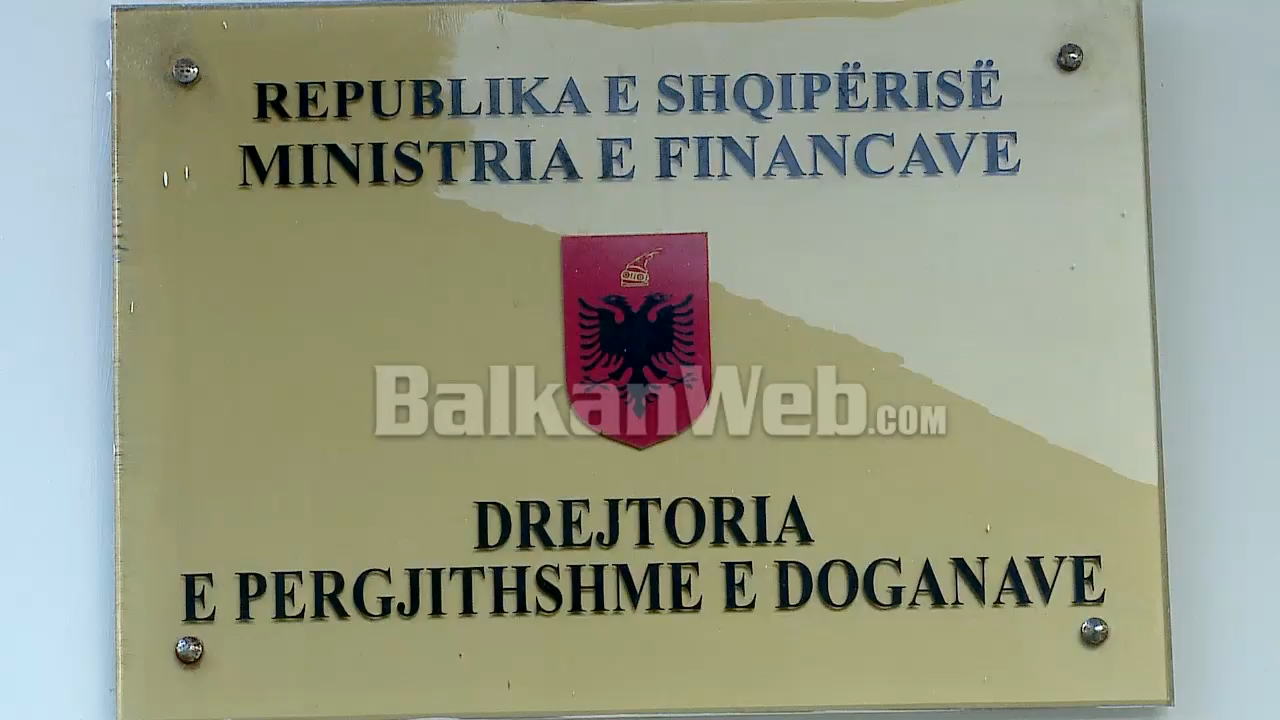 REPUBLIKA E SHQIPËRISË
MINISTRIA E FINANCAVE
BalkanWeb.com
DREJTORIA
E PERGJITHSHME E DOGANAVE